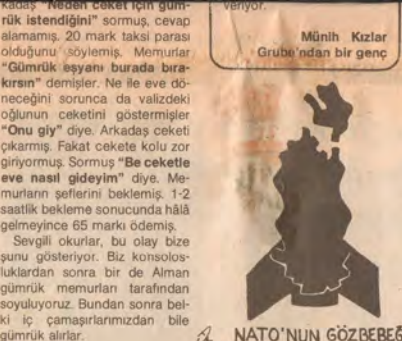 kadaş "Neden ceket için güm-
rük istendiğini" sormuş, cevap
alamamış. 20 mark taksi parası
olduğunu söylemiş. Memurlar
"Gümrük eşyanı burada bıra-
kırsın" demişler. Ne ile eve dö-
neceğini sorunca da valizdeki
oğlunun ceketini göstermişler
"Onu giy" diye. Arkadaş ceketi
çıkarmış. Fakat cekete kolu zor
giriyormuş. Sormuş "Be ceketle
eve nasıl gideyim" diye. Me-
murların şeflerini beklemiş. 1-2
saatlik bekleme sonucunda hâlâ
gelmeyince 65 markı ödemiş.
Sevgili okurlar, bu olay bize
şunu gösteriyor. Biz konsolos-
luklardan sonra bir de Alman
gümrük memurları tarafından
soyuluyoruz. Bundan sonra bel-
ki iç çamaşırlarımızdan bile
gümrük alırlar.
veriyor.
Münih Kızlar
Grubu'ndan bir genç
NATO'NUN GÖZBEBEĞ